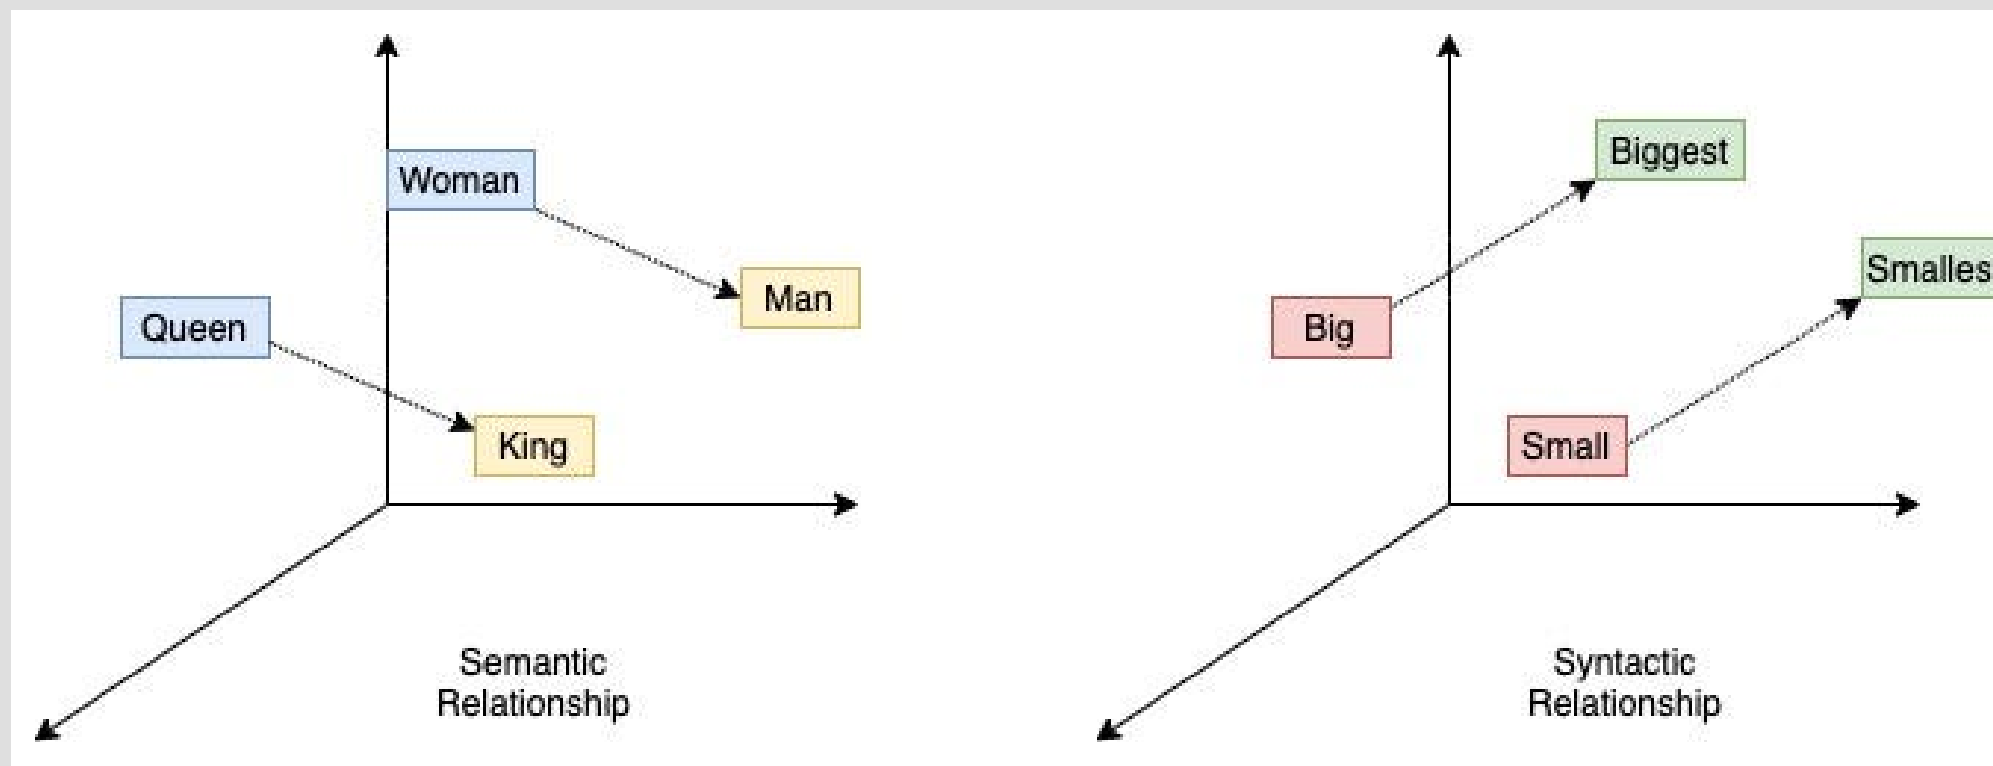 Woman
Man
Queen
King
Semantic
Relationship
Biggest
Smalles
Big
Small
Syntactic
Relationship